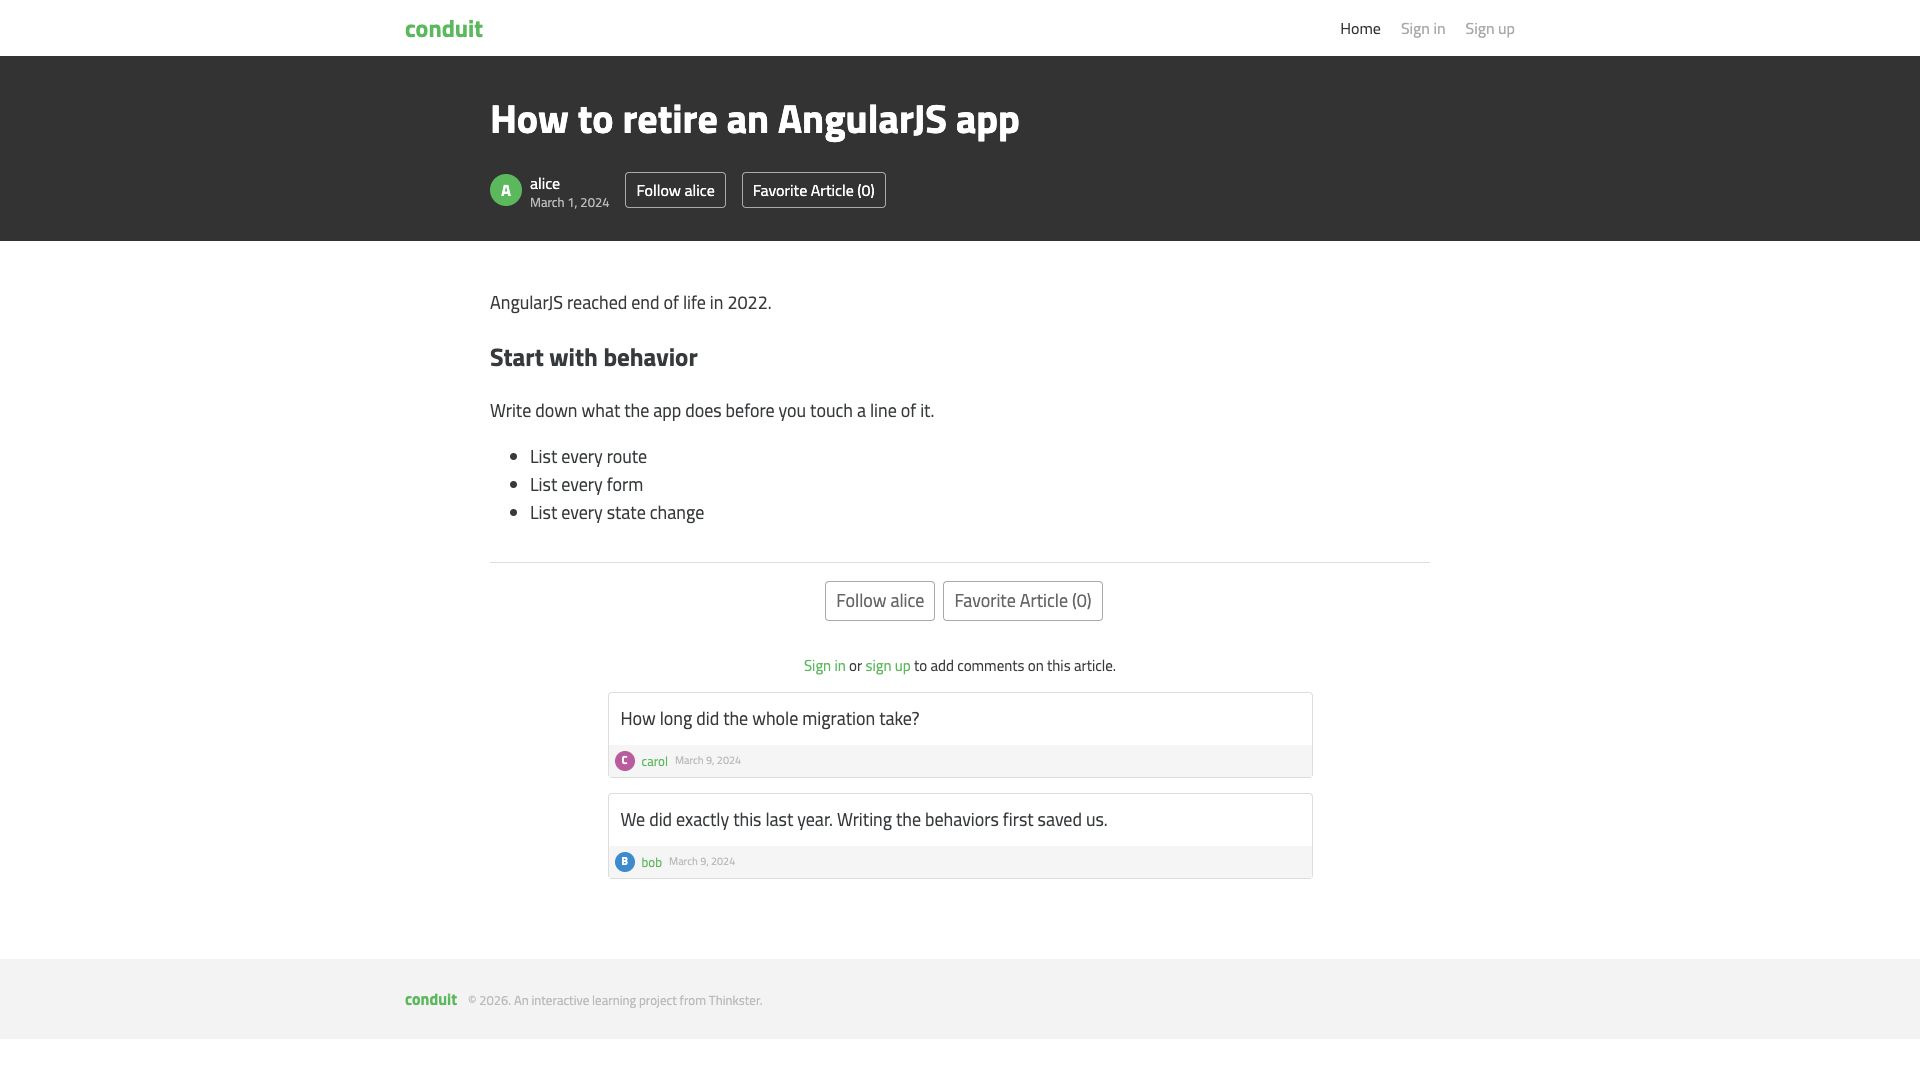 conduit
Home Sign in Sign up
How to retire an AngularJS app
A alice
March 1, 2024
Follow alice
Favorite Article (0)
AngularJS reached end of life in 2022.
Start with behavior
Write down what the app does before you touch a line of it.
List every route
List every form
List every state change
Follow alice Favorite Article (0)
Sign in or sign up to add comments on this article.
How long did the whole migration take?
C carol March 9, 2024
We did exactly this last year. Writing the behaviors first saved us.
B bob March 9, 2024
conduit © 2026. An interactive learning project from Thinkster.